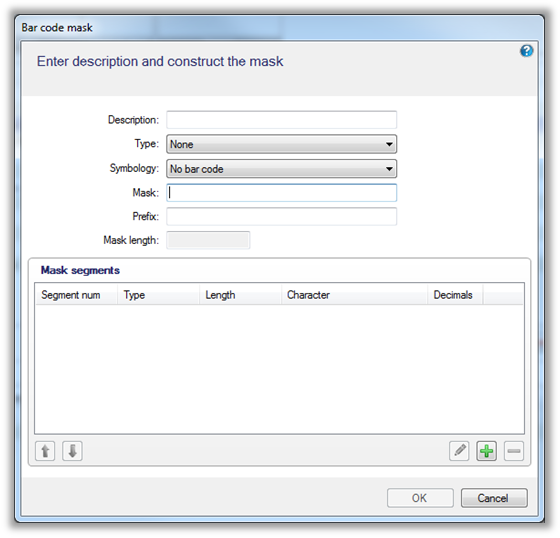 Bar code mask
Enter description and construct the mask
?
Description:
Type: None
Symbology: No bar code
Mask:
Prefix:
Mask length:
Mask segments
Segment num Type Length Character Decimals
OK Cancel